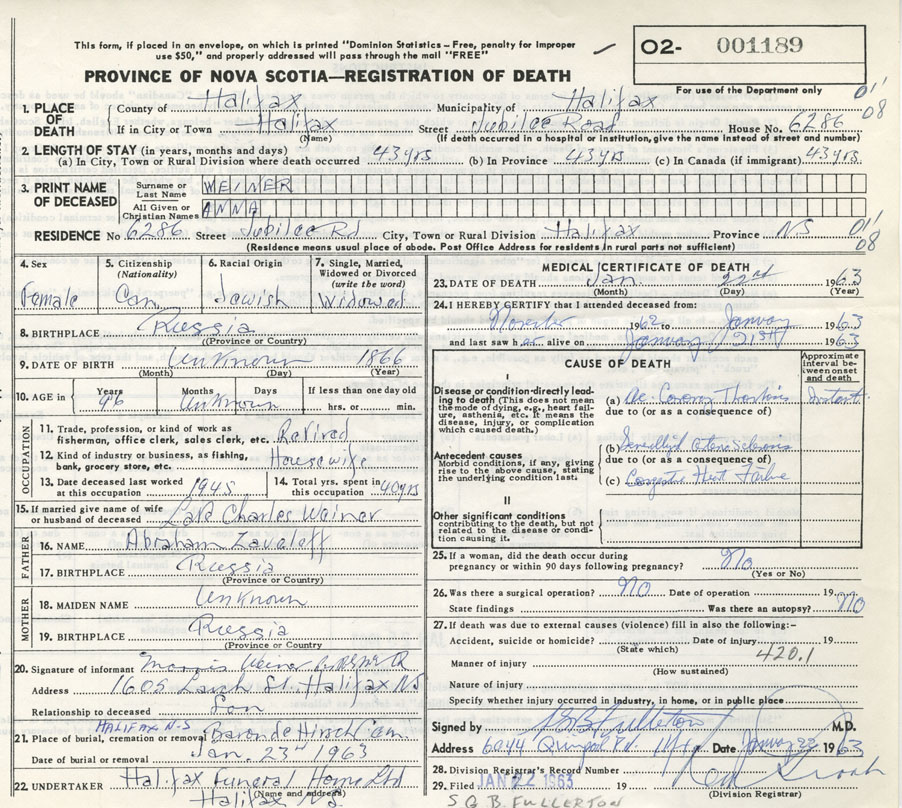 This form, if placed in an envelope, on which is printed "Dominion Statistics – Free, penalty for improper
use $50," and properly addressed will pass through the mail "FREE"
O2- 001189
PROVINCE OF NOVA SCOTIA—REGISTRATION OF DEATH
For use of the Department only
01'
08
1. PLACE OF DEATH
County of Halifax Municipality of Halifax
If in City or Town Halifax Street Jubilee Road House No. 6286
(Name) (If death occurred in a hospital of institution, give the name instead of street and number)
2. LENGTH OF STAY (in years, months and days)
(a) In City, Town or Rural Division where death occurred 43 yrs (b) In Province 43 yrs (c) In Canada (if immigrant) 43 yrs.
3. PRINT NAME OF DECEASED
Surname or Last Name WEINER
All Given or Christian Names ANNA
RESIDENCE No 6286 Street Jubilee Rd City, Town or Rural Division Halifax Province NS
01'
08
(Residence means usual place of abode. Post Office Address for residents in rural parts not sufficient)
4. Sex Female
5. Citizenship (Nationality) Can
6. Racial Origin Jewish
7. Single, Married, Widowed or Divorced (write the word) Widowed
8. BIRTHPLACE Russia
(Province or Country)
9. DATE OF BIRTH Unknown 1866
(Month) (Day) (Year)
10. AGE in Years 96 Months Unknown Days If less than one day old hrs. or min.
OCCUPATION
11. Trade, profession, or kind of work as
fisherman, office clerk, sales clerk, etc. Retired
12. Kind of industry or business, as fishing,
bank, grocery store, etc. Housewife
13. Date deceased last worked
at this occupation 1945
14. Total yrs. spent in
this occupation 40 yrs
15. If married give name of wife
or husband of deceased Late Charles Weiner
FATHER
16. NAME Abraham
17. BIRTHPLACE Russia
(Province or Country)
MOTHER
18. MAIDEN NAME Unknown
19. BIRTHPLACE Russia
(Province or Country)
20. Signature of informant Weiner
Address 1605 Larch St. Halifax NS
Relationship to deceased Son
HALIFAX N-S
21. Place of burial, cremation or removal Baron de Hirsch Cem.
Date of burial or removal Jan. 23rd 1963
22. UNDERTAKER Halifax Funeral Home Ltd
(Name and address)
Halifax NS
MEDICAL CERTIFICATE OF DEATH
23. DATE OF DEATH Jan. 22nd 1963
(Month) (Day) (Year)
24. I HEREBY CERTIFY that I attended deceased from:
November 1962 to January 1963
and last saw her alive on January 21st 1963
CAUSE OF DEATH
Approximate interval between onset and death
I
Disease or condition directly leading to death (This does not mean the mode of dying, e.g., heart failure, asthenia, etc. It means the disease, injury, or complication which caused death.)
(a) Ac. Coronary Thrombosis Instant
due to (or as a consequence of)
Antecedent causes
Morbid conditions, if any, giving rise to the above cause, stating the underlying condition last.
(b)
due to (or as a consequence of)
(c) Congestive Heart Failure
II
Other significant conditions
contributing to the death, but not related to the disease or condition causing it.
25. If a woman, did the death occur during
pregnancy or within 90 days following pregnancy? No
(Yes or No)
26. Was there a surgical operation? No Date of operation 19
State findings Was there an autopsy? No
27. If death was due to external causes (violence) fill in also the following:–
Accident, suicide or homicide? Date of injury 19
(State which)
420.1
Manner of injury
(How sustained)
Nature of injury
Specify whether injury occurred in industry, in home, or in public place
Signed by Fullerton M.D.
Address 6044 Date January 22 1963
28. Division Registrar's Record Number
29. Filed JAN 22 1963 19
(Division Registrar)
S G B. FULLERTON